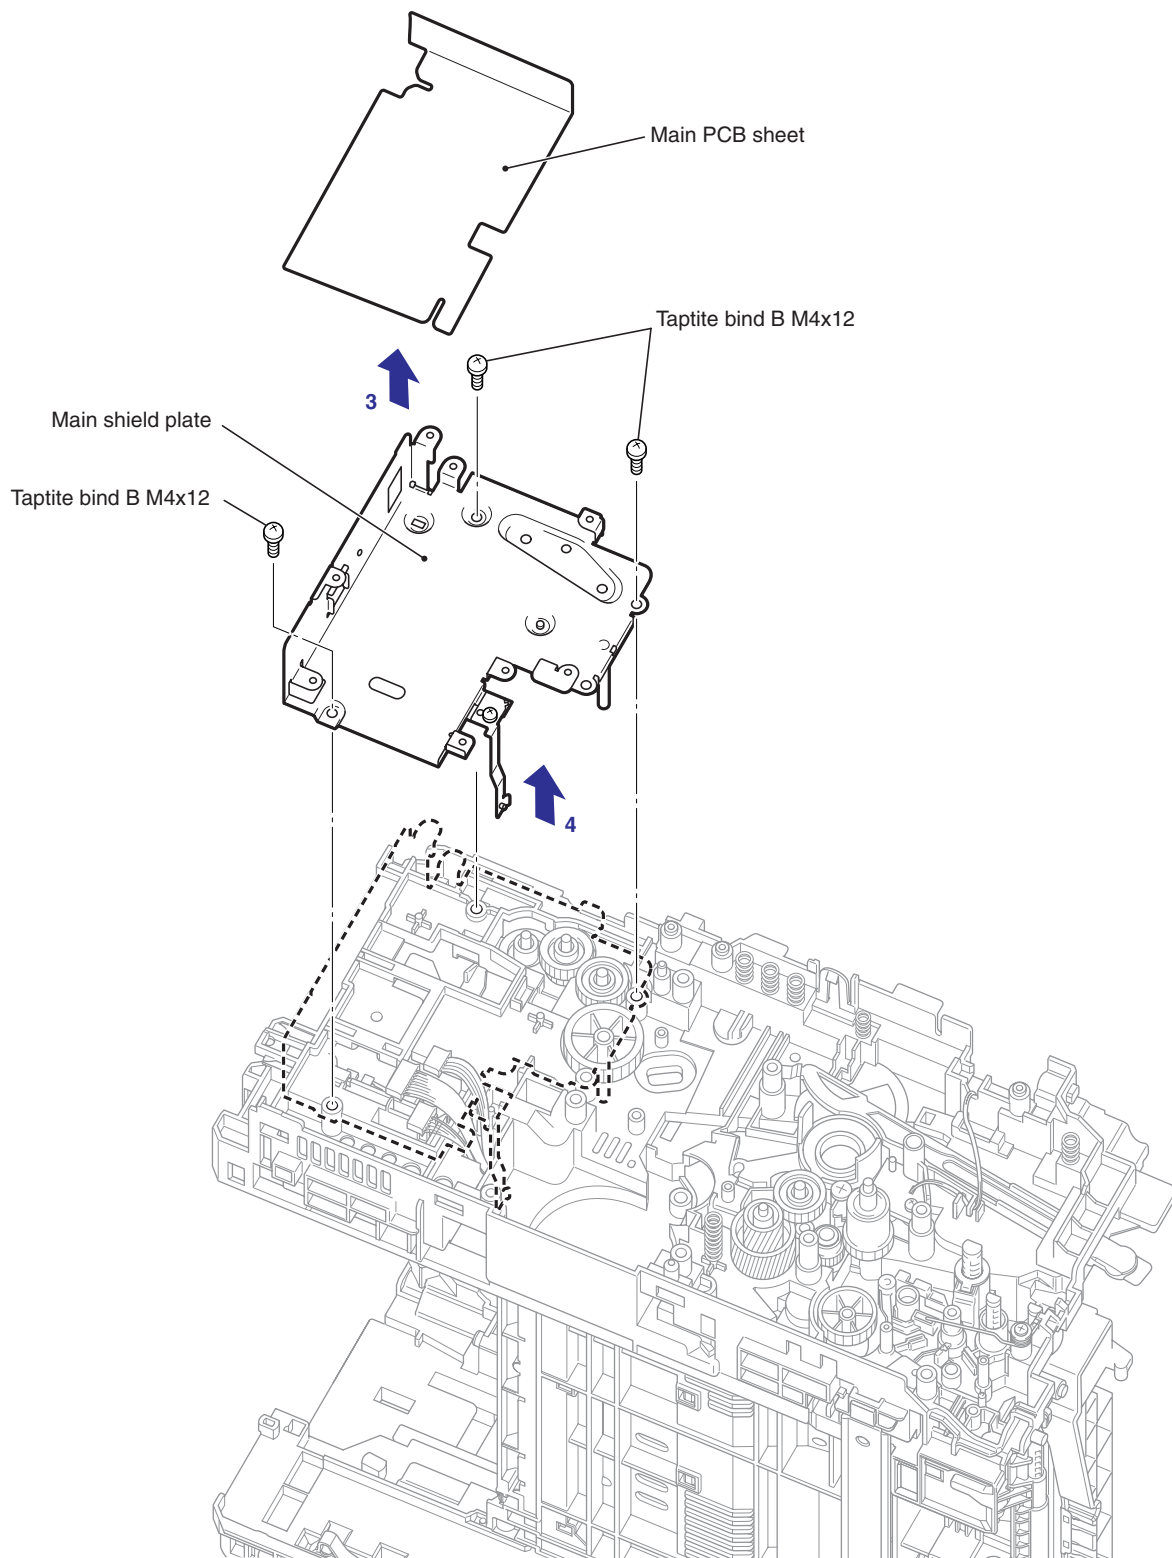 Main PCB sheet
Taptite bind B M4x12
3
Main shield plate
Taptite bind B M4x12
4